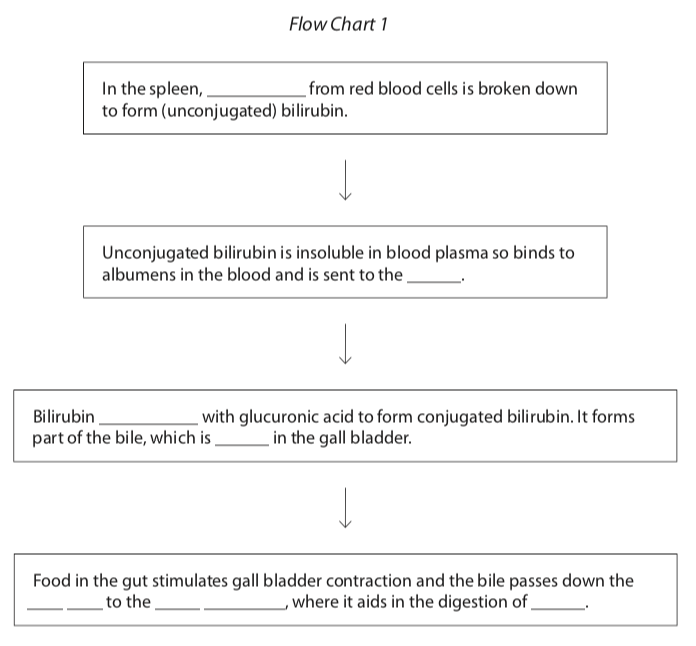 Flow Chart 1
In the spleen, ____________ from red blood cells is broken down
to form (unconjugated) bilirubin.
Unconjugated bilirubin is insoluble in blood plasma so binds to
albumens in the blood and is sent to the ______.
Bilirubin ___________ with glucuronic acid to form conjugated bilirubin. It forms
part of the bile, which is ______ in the gall bladder.
Food in the gut stimulates gall bladder contraction and the bile passes down the
____ ____ to the _____ _________, where it aids in the digestion of ______.